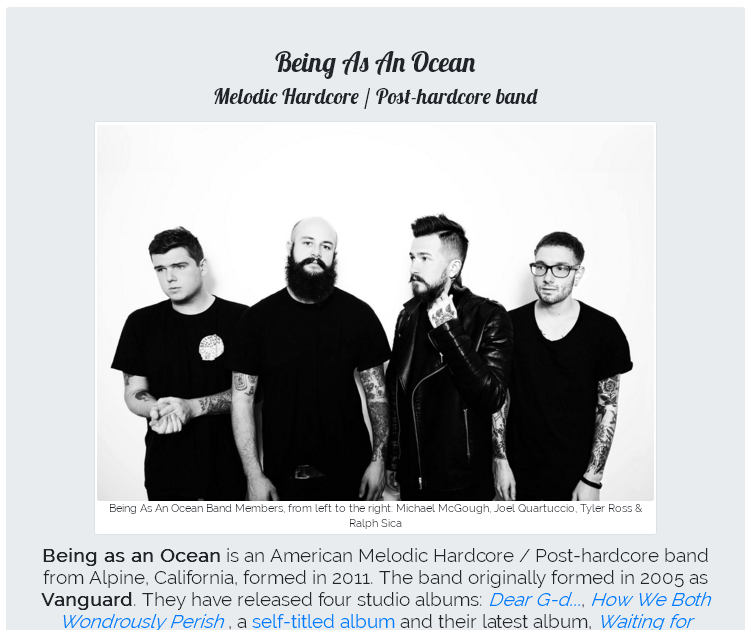 Being As An Ocean
Melodic Hardcore / Post-hardcore band
Being As An Ocean Band Members, from left to the right: Michael McGough, Joel Quartuccio, Tyler Ross &
Ralph Sica
Being as an Ocean is an American Melodic Hardcore / Post-hardcore band
from Alpine, California, formed in 2011. The band originally formed in 2005 as
Vanguard. They have released four studio albums: Dear G-d..., How We Both
Wondrously Perish , a self-titled album and their latest album, Waiting for